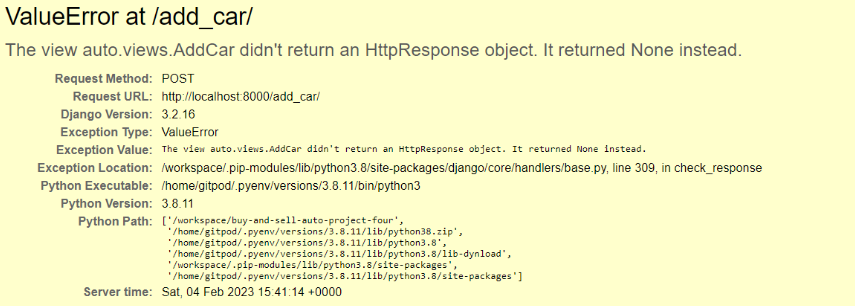 ValueError at /add_car/
The view auto.views.AddCar didn't return an HttpResponse object. It returned None instead.
Request Method: POST
Request URL: http://localhost:8000/add_car/
Django Version: 3.2.16
Exception Type: ValueError
Exception Value: The view auto.views.AddCar didn't return an HttpResponse object. It returned None instead.
Exception Location: /workspace/.pip-modules/lib/python3.8/site-packages/django/core/handlers/base.py, line 309, in check_response
Python Executable: /home/gitpod/.pyenv/versions/3.8.11/bin/python3
Python Version: 3.8.11
Python Path: ['/workspace/buy-and-sell-auto-project-four',
'/home/gitpod/.pyenv/versions/3.8.11/lib/python38.zip',
'/home/gitpod/.pyenv/versions/3.8.11/lib/python3.8',
'/home/gitpod/.pyenv/versions/3.8.11/lib/python3.8/lib-dynload',
'/workspace/.pip-modules/lib/python3.8/site-packages',
'/home/gitpod/.pyenv/versions/3.8.11/lib/python3.8/site-packages']
Server time: Sat, 04 Feb 2023 15:41:14 +0000